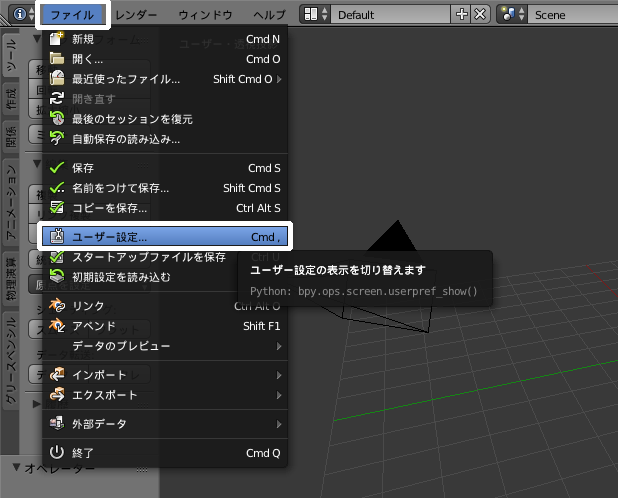 ファイル レンダー ウィンドウ ヘルプ Default Scene
新規 Cmd N
開く... Cmd O
最近使ったファイル... Shift Cmd O
開き直す
最後のセッションを復元
自動保存の読み込み...
保存 Cmd S
名前をつけて保存... Shift Cmd S
コピーを保存... Ctrl Alt S
ユーザー設定... Cmd ,
スタートアップファイルを保存 Ctrl U
初期設定を読み込む
ユーザー設定の表示を切り替えます
Python: bpy.ops.screen.userpref_show()
リンク Ctrl Alt O
アペンド Shift F1
データのプレビュー
インポート
エクスポート
外部データ
終了 Cmd Q
ツール
作成
関係
アニメーション
物理演算
グリースペンシル
オペレーター